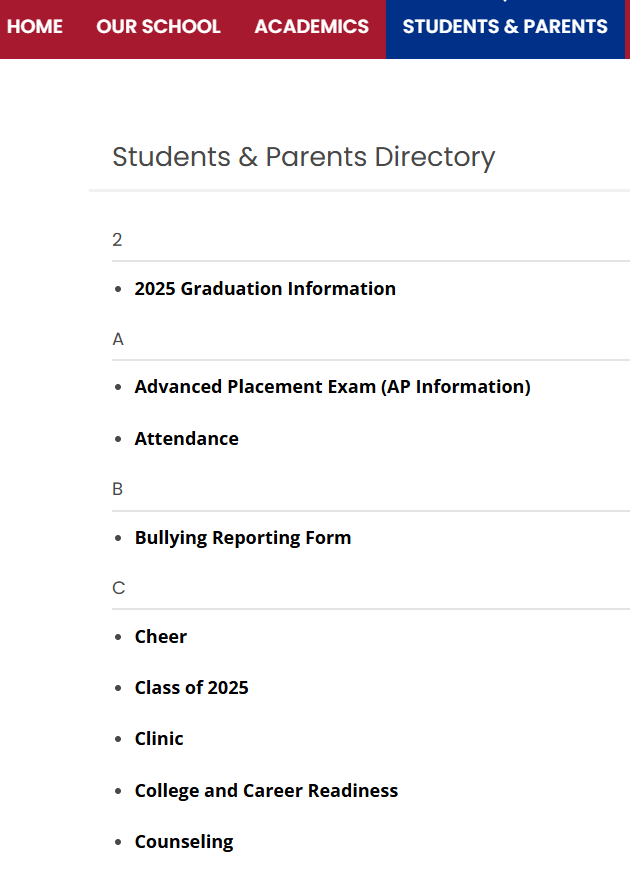 HOME OUR SCHOOL ACADEMICS STUDENTS & PARENTS
Students & Parents Directory
2
2025 Graduation Information
A
Advanced Placement Exam (AP Information)
Attendance
B
Bullying Reporting Form
C
Cheer
Class of 2025
Clinic
College and Career Readiness
Counseling